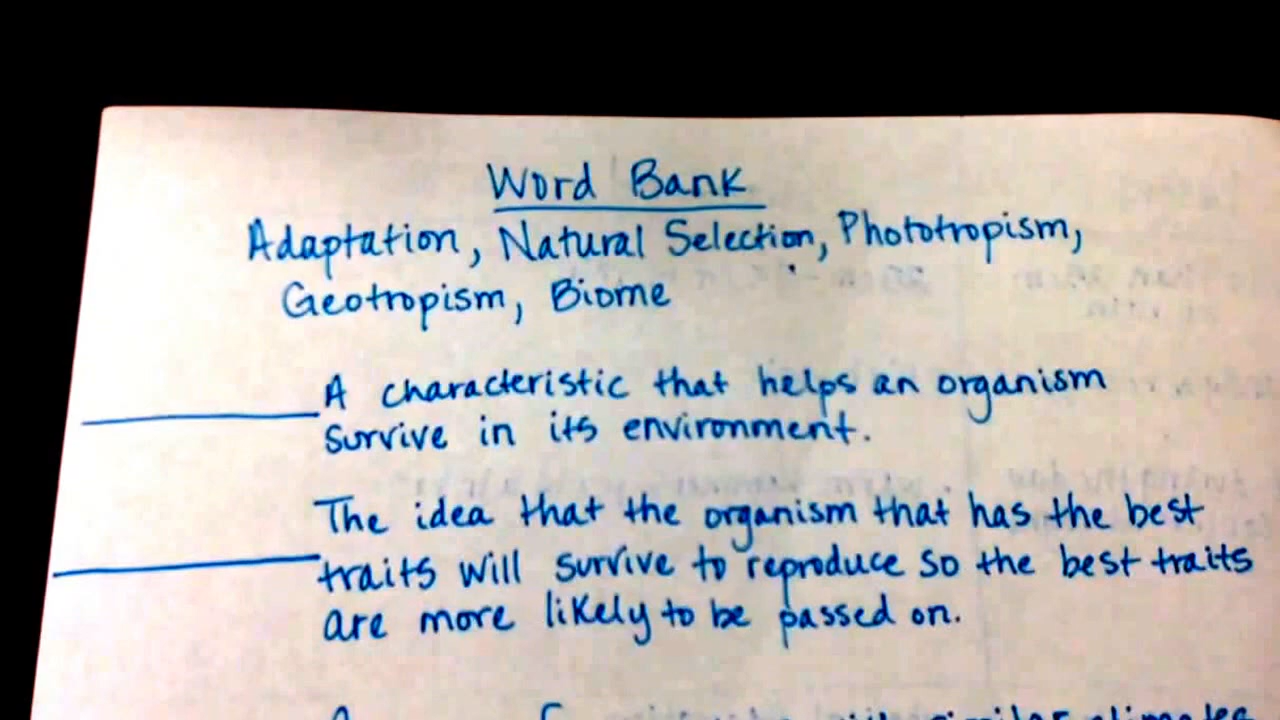 Word Bank
Adaptation, Natural Selection, Phototropism,
Geotropism, Biome
A characteristic that helps an organism
survive in its environment.
The idea that the organism that has the best
traits will survive to reproduce so the best traits
are more likely to be passed on.